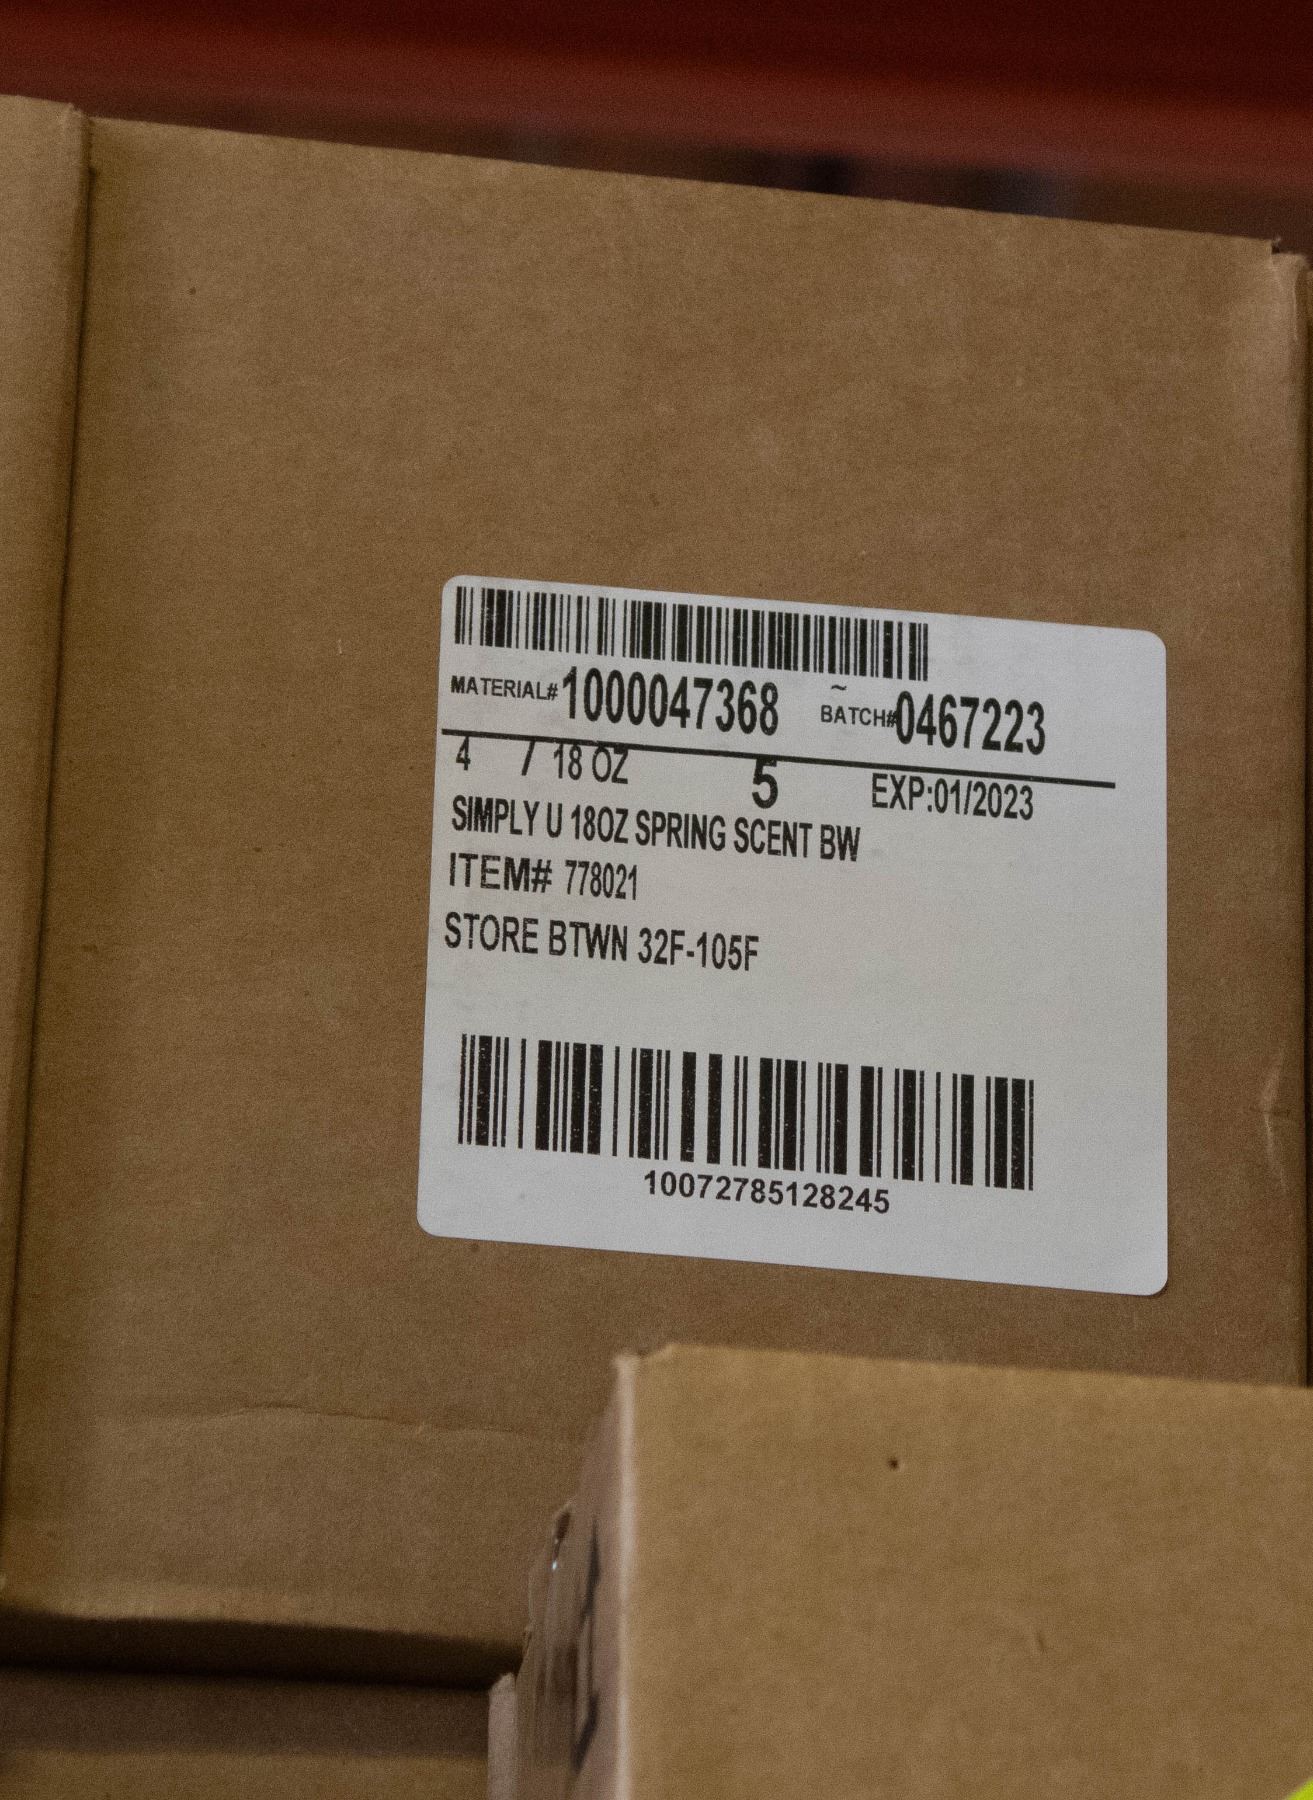 MATERIAL# 1000047368 ~ BATCH# 0467223
4 / 18 OZ 5 EXP:01/2023
SIMPLY U 18OZ SPRING SCENT BW
ITEM# 778021
STORE BTWN 32F-105F
10072785128245